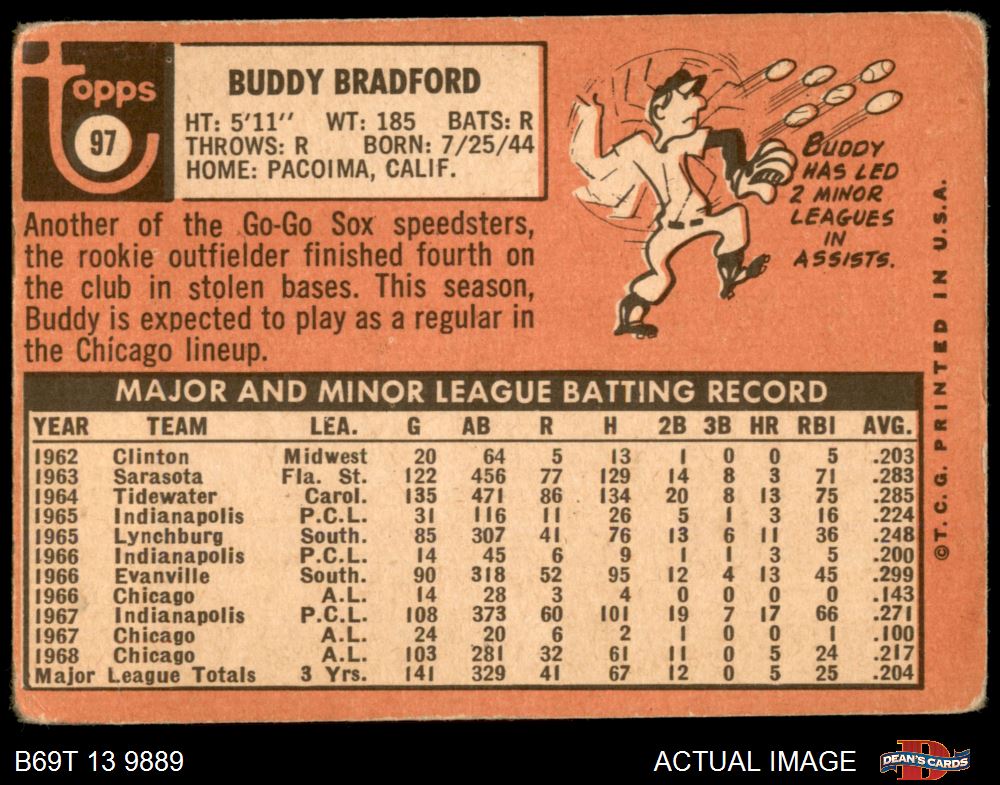 topps
97
BUDDY BRADFORD
HT: 5'11" WT: 185 BATS: R
THROWS: R BORN: 7/25/44
HOME: PACOIMA, CALIF.
Another of the Go-Go Sox speedsters,
the rookie outfielder finished fourth on
the club in stolen bases. This season,
Buddy is expected to play as a regular in
the Chicago lineup.
BUDDY
HAS LED
2 MINOR
LEAGUES
IN
ASSISTS.
MAJOR AND MINOR LEAGUE BATTING RECORD
YEAR TEAM LEA. G AB R H 2B 3B HR RBI AVG.
1962 Clinton Midwest 20 64 5 13 1 0 0 5 .203
1963 Sarasota Fla. St. 122 456 77 129 14 8 3 71 .283
1964 Tidewater Carol. 135 471 86 134 20 8 13 75 .285
1965 Indianapolis P.C.L. 31 116 11 26 5 1 3 16 .224
1965 Lynchburg South. 85 307 41 76 13 6 11 36 .248
1966 Indianapolis P.C.L. 14 45 6 9 1 1 3 5 .200
1966 Evanville South. 90 318 52 95 12 4 13 45 .299
1966 Chicago A.L. 14 28 3 4 0 0 0 0 .143
1967 Indianapolis P.C.L. 108 373 60 101 19 7 17 66 .271
1967 Chicago A.L. 24 20 6 2 1 0 0 1 .100
1968 Chicago A.L. 103 281 32 61 11 0 5 24 .217
Major League Totals 3 Yrs. 141 329 41 67 12 0 5 25 .204
©T.C.G. PRINTED IN U.S.A.
B69T 13 9889
ACTUAL IMAGE
D
DEAN'S CARDS